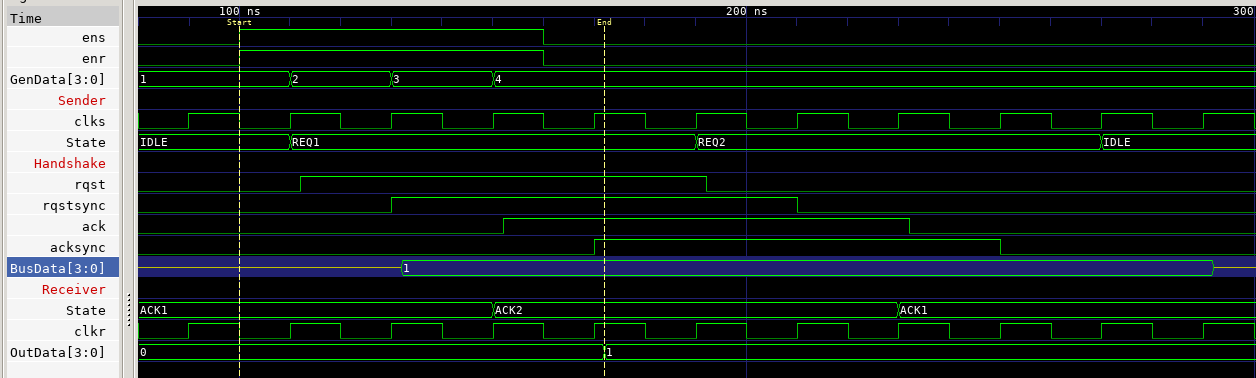 Time 100 ns 200 ns 300
Start End
ens
enr
GenData[3:0] 1 2 3 4
Sender
clks
State IDLE REQ1 REQ2 IDLE
Handshake
rqst
rqstsync
ack
acksync
BusData[3:0] 1
Receiver
State ACK1 ACK2 ACK1
clkr
OutData[3:0] 0 1